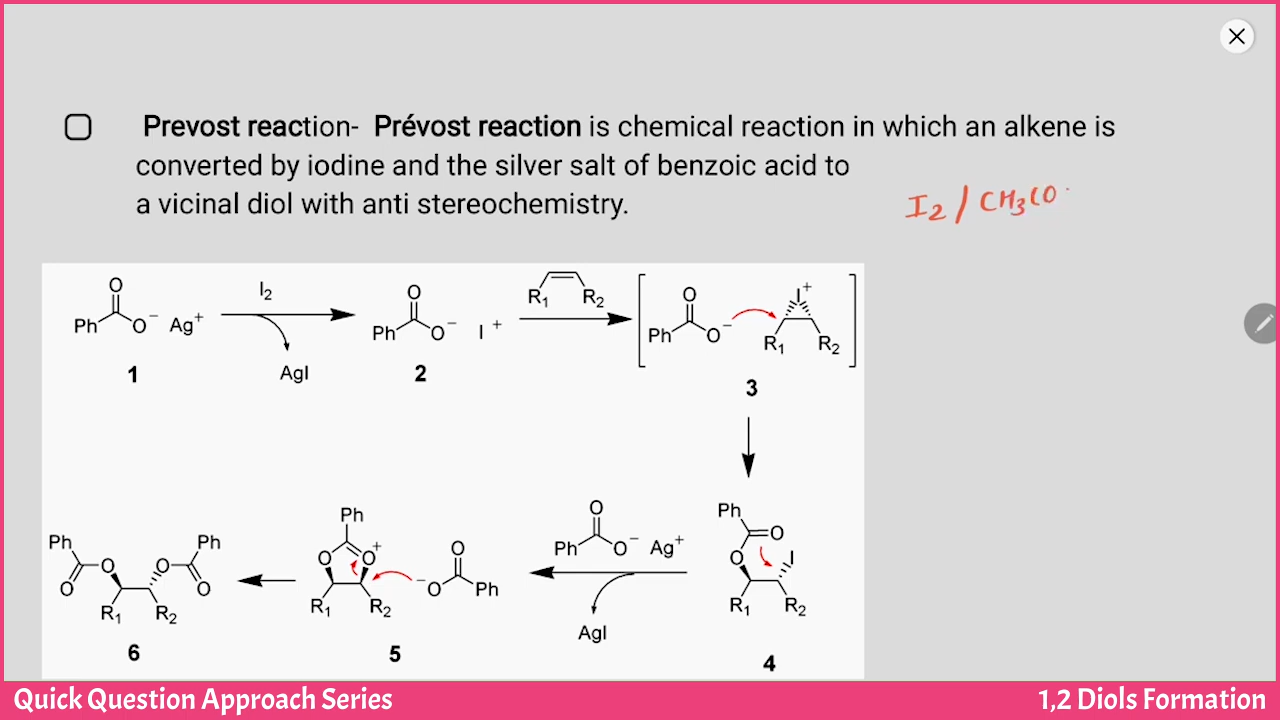 Prevost reaction- Prévost reaction is chemical reaction in which an alkene is
converted by iodine and the silver salt of benzoic acid to
a vicinal diol with anti stereochemistry.
I2 / CH3CO
O
Ph
O
− Ag+
1
I2
AgI
O
Ph
O
− I +
2
R1
R2
O
Ph
O
−
I+
R1
R2
3
Ph
O
O
I
R1
R2
4
O
Ph
O
− Ag+
AgI
Ph
O
O
+
R1
R2
5
O
−O
Ph
Ph
O
O
R1
R2
O
O
Ph
6
Quick Question Approach Series
1,2 Diols Formation